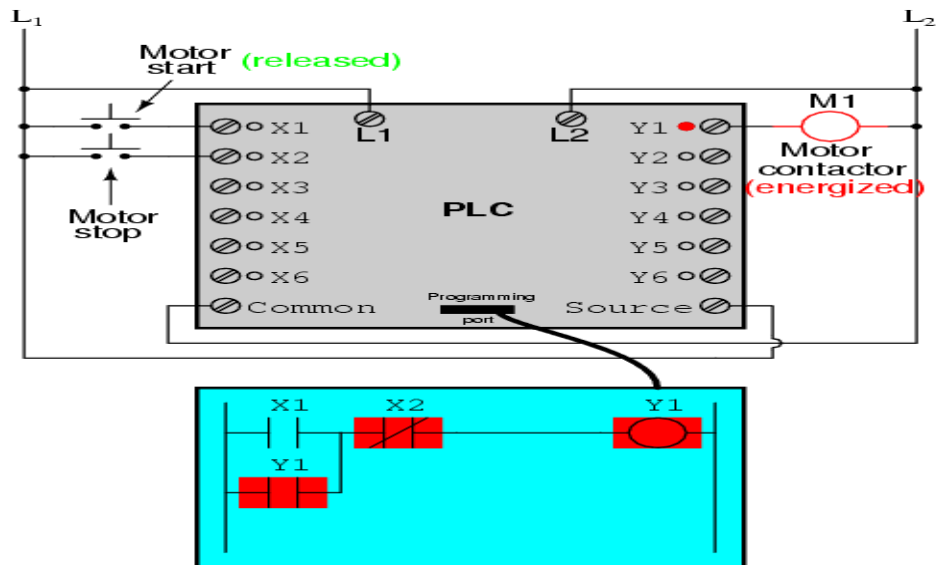 L1 L2
Motor start (released)
M1
L1 L2
X1 Y1
Motor contactor (energized)
X2 Y2
X3 Y3
Motor stop
PLC
X4 Y4
X5 Y5
X6 Y6
Programming port
Common Source
X1 X2 Y1
Y1